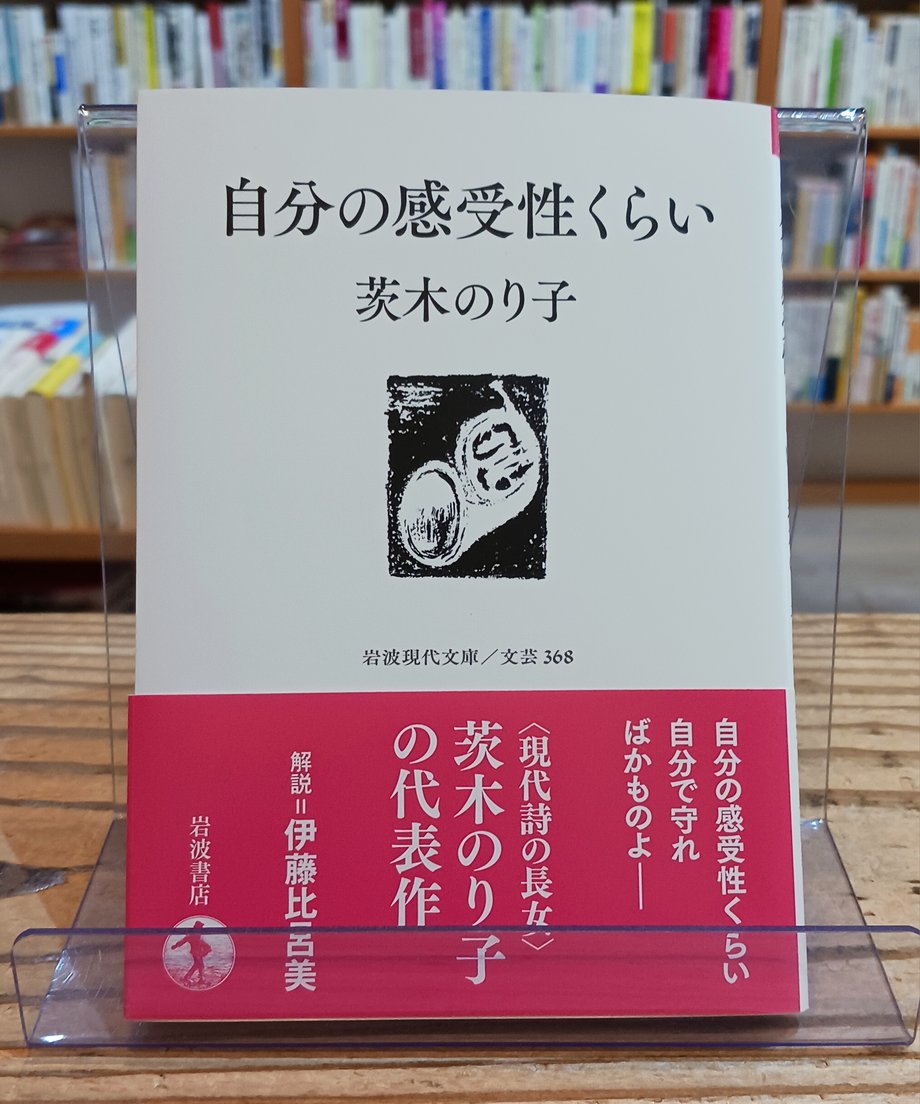 自分の感受性くらい
茨木のり子
岩波現代文庫／文芸 368
自分の感受性くらい
自分で守れ
ばかものよ――
〈現代詩の長女〉
茨木のり子
の代表作
解説＝伊藤比呂美
岩波書店